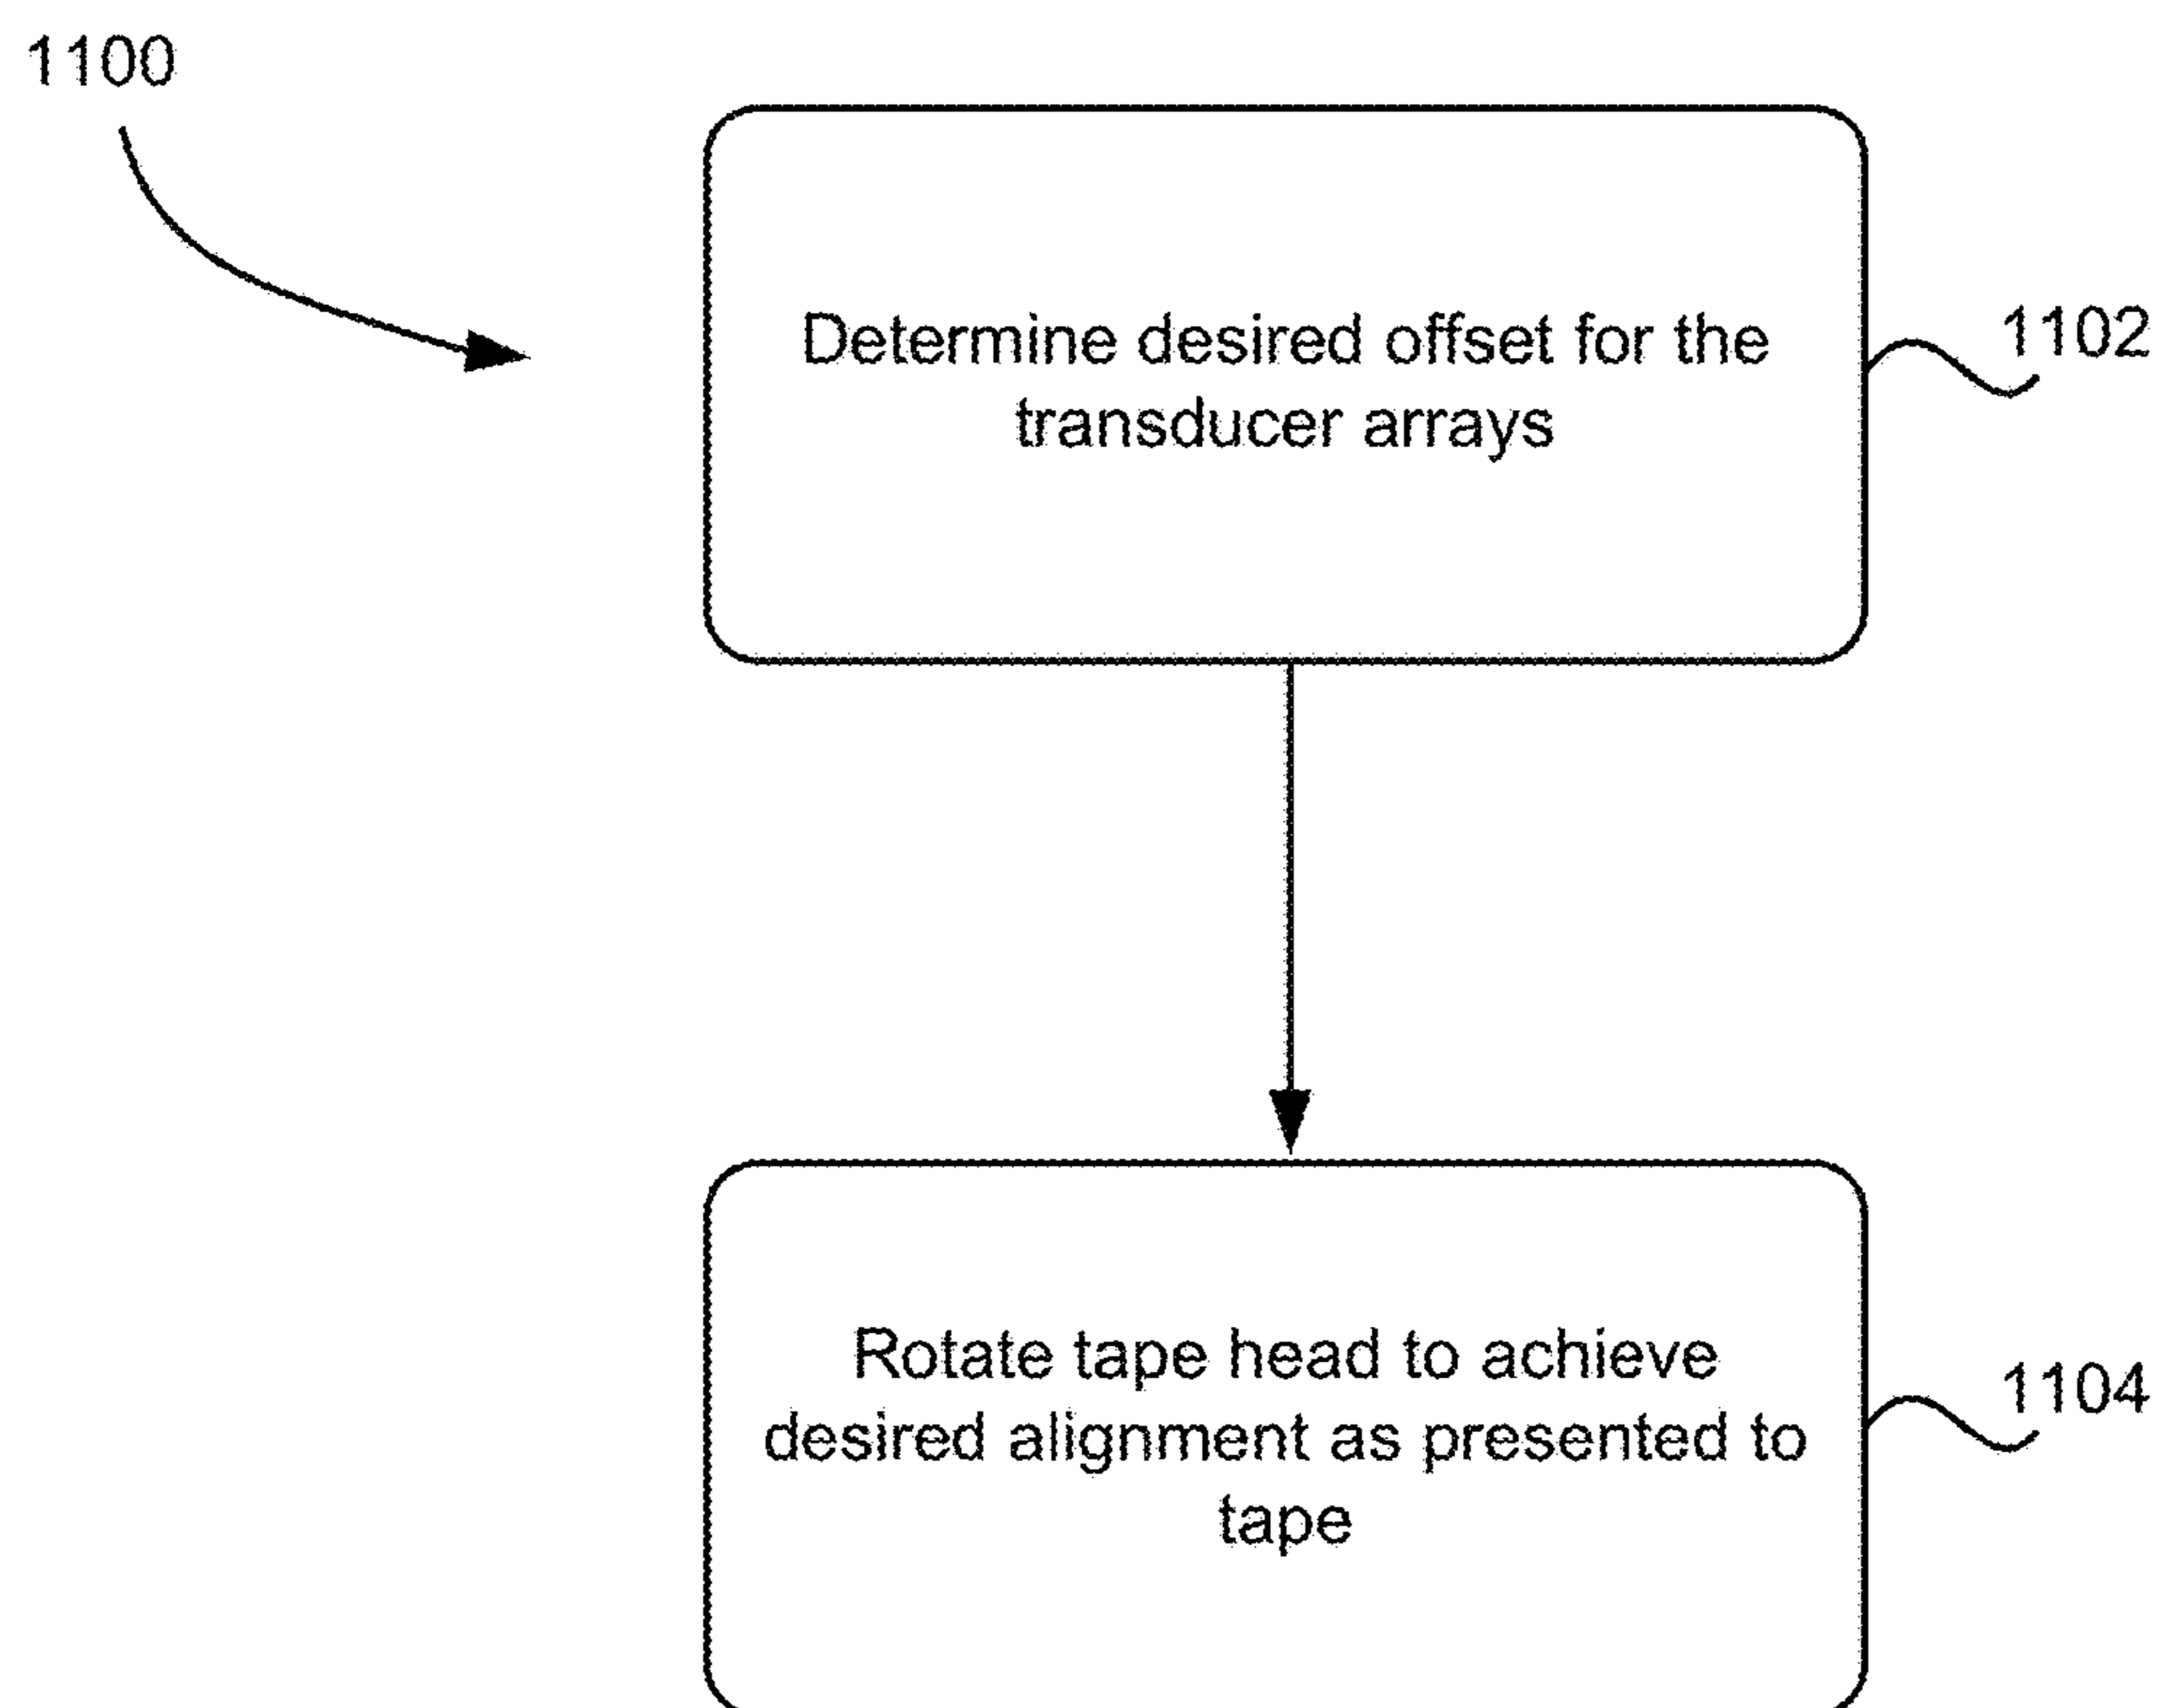 1100
Determine desired offset for the
transducer arrays
1102
Rotate tape head to achieve
desired alignment as presented to
tape
1104